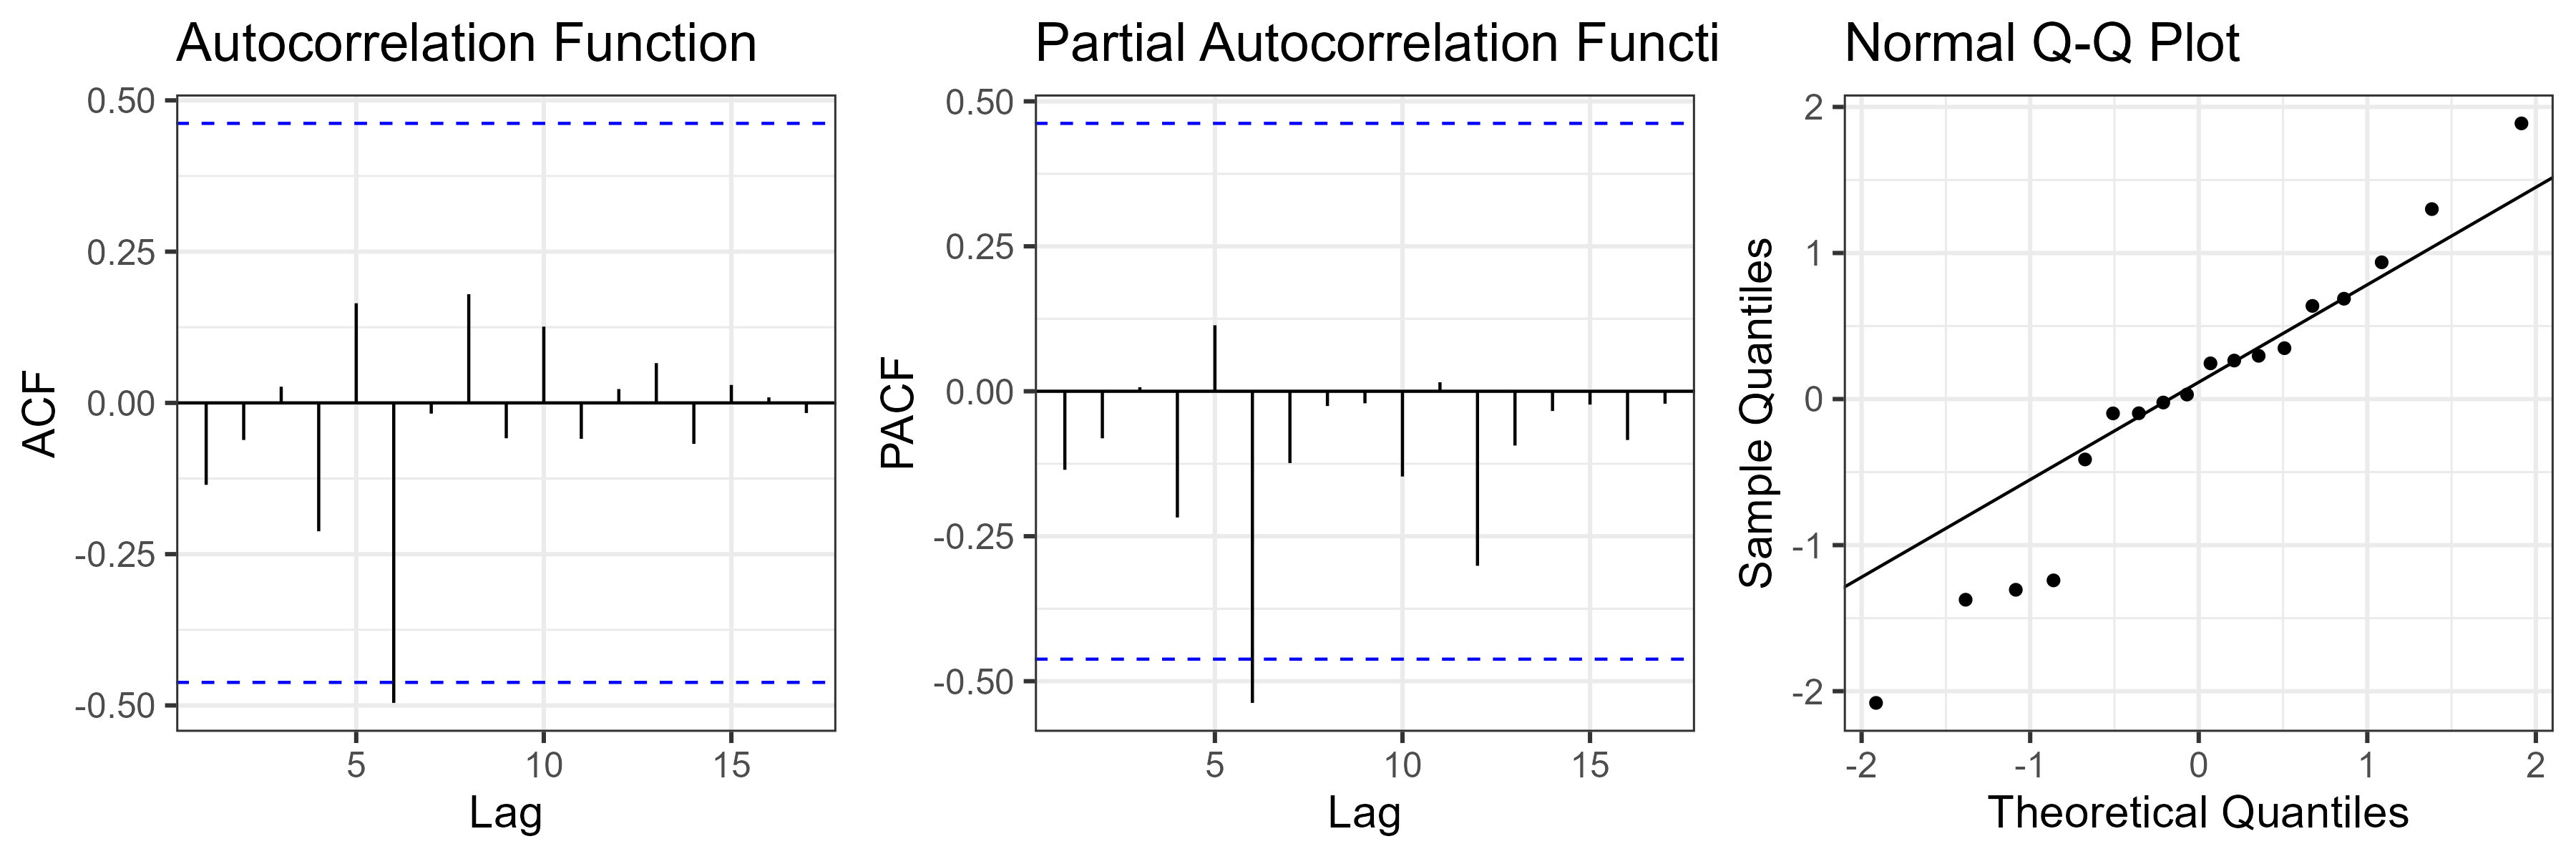 Autocorrelation Function
0.50
0.25
0.00
-0.25
-0.50
ACF
5 10 15
Lag
Partial Autocorrelation Functi
0.50
0.25
0.00
-0.25
-0.50
PACF
5 10 15
Lag
Normal Q-Q Plot
2
1
0
-1
-2
Sample Quantiles
-2 -1 0 1 2
Theoretical Quantiles